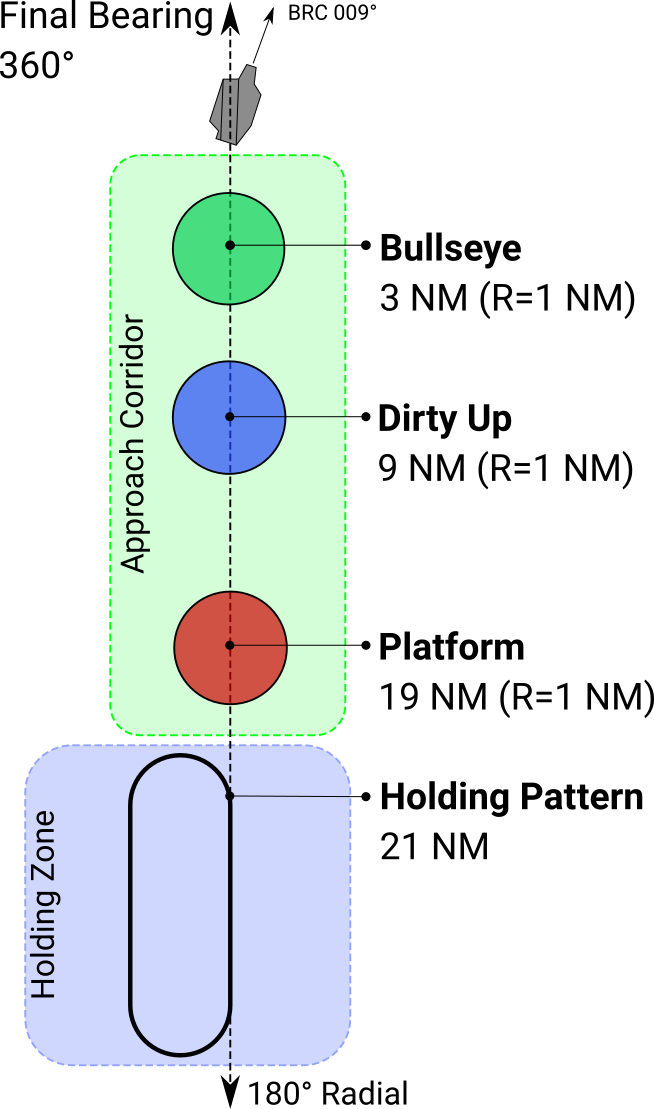 Final Bearing
360°
BRC 009°
Bullseye
3 NM (R=1 NM)
Approach Corridor
Dirty Up
9 NM (R=1 NM)
Platform
19 NM (R=1 NM)
Holding Pattern
21 NM
Holding Zone
180° Radial